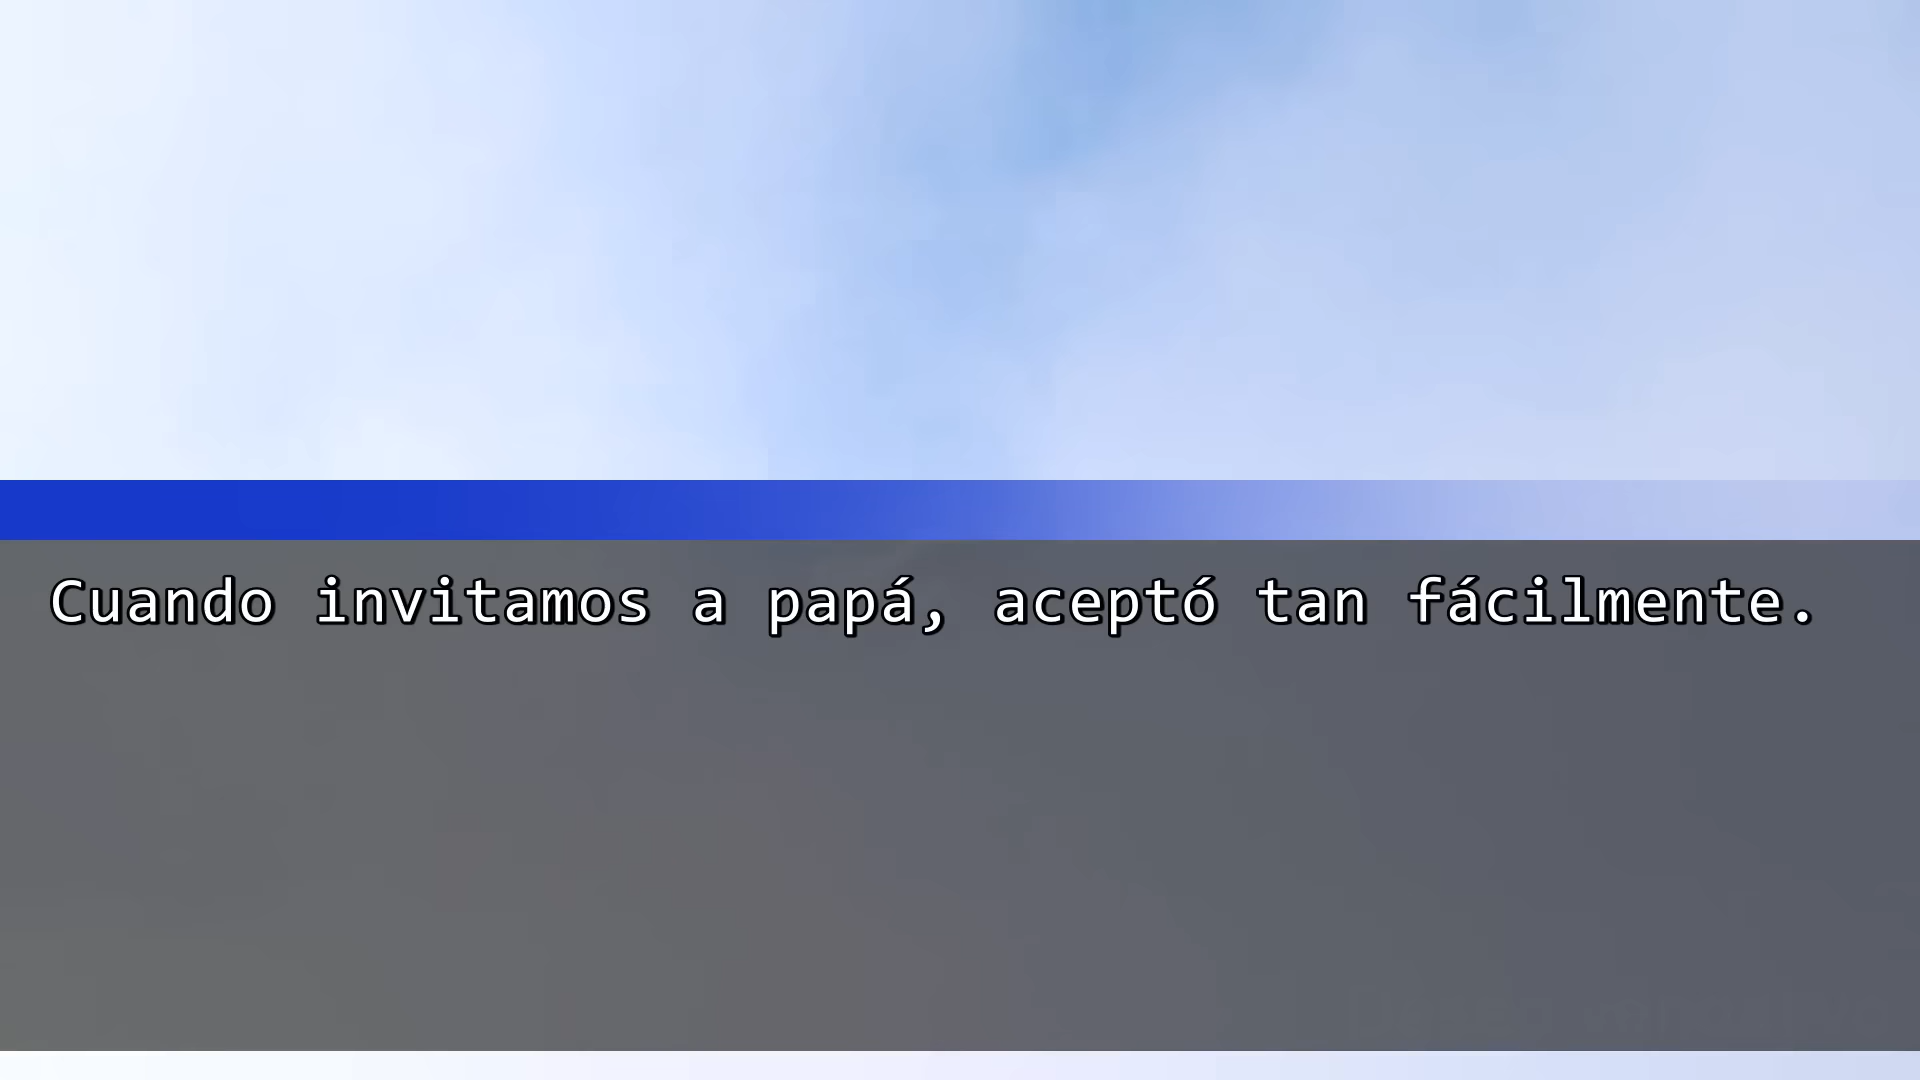 Cuando invitamos a papá, aceptó tan fácilmente.